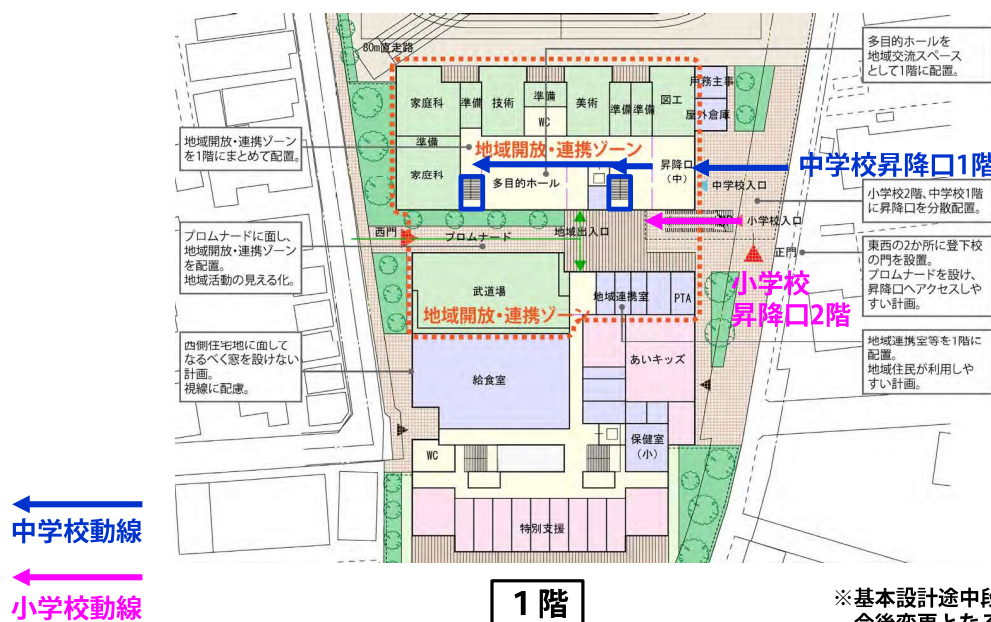 80m直走路
多目的ホールを
地域交流スペース
として1階に配置。
家庭科
準備
技術
準備
WC
美術
準備
準備
図工
用務主事
屋外倉庫
地域開放・連携ゾーン
を1階にまとめて配置。
準備
地域開放・連携ゾーン
家庭科
多目的ホール
昇降口
(中)
中学校昇降口1階
中学校入口
小学校2階、中学校1階
に昇降口を分散配置。
小学校入口
西門
プロムナード
地域出入口
正門
プロムナードに面し、
地域開放・連携ゾーン
を配置。
地域活動の見える化。
東西の2か所に登下校
の門を設置。
プロムナードを設け、
昇降口へアクセスしや
すい計画。
武道場
地域連携室
PTA
小学校
昇降口2階
地域開放・連携ゾーン
西側住宅地に面して
なるべく窓を設けない
計画。
視線に配慮。
給食室
あいキッズ
地域連携室等を1階に
配置。
地域住民が利用しや
すい計画。
保健室
(小)
WC
特別支援
中学校動線
小学校動線
1階
※基本設計途中段
今後変更となる